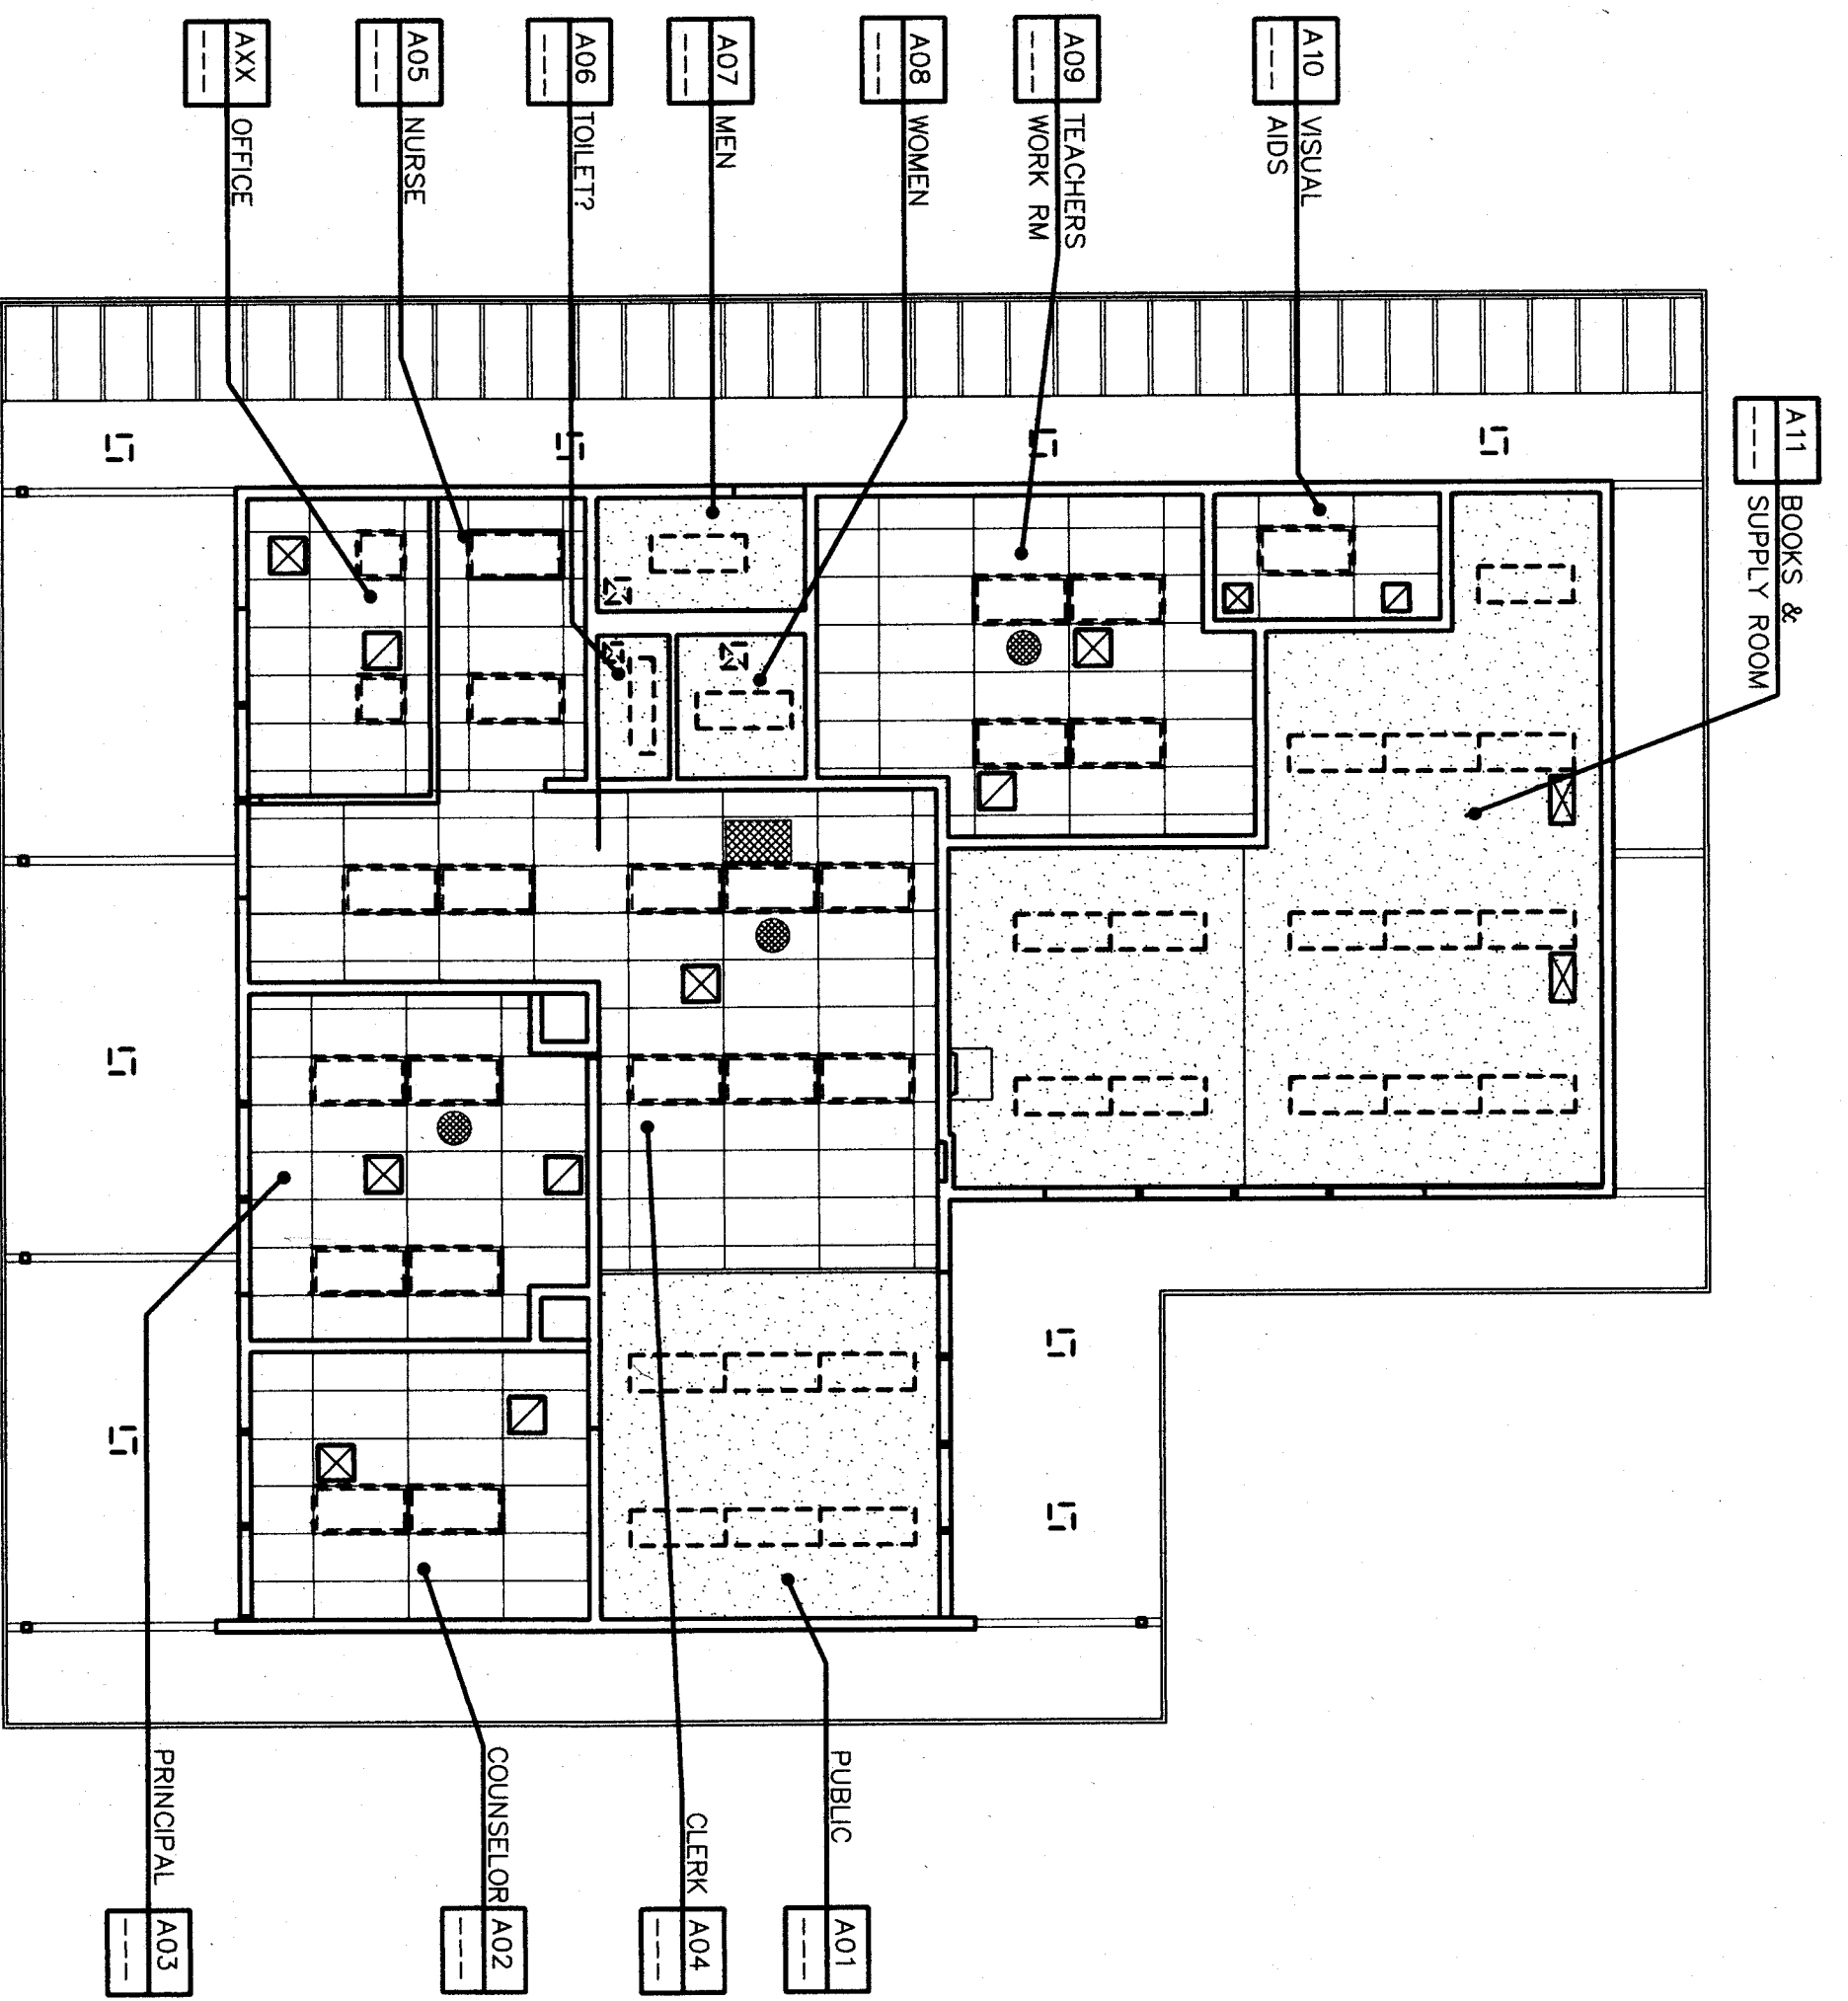 A11
BOOKS &
SUPPLY ROOM
---
A10
VISUAL
AIDS
---
A09
TEACHERS
WORK RM
---
A08
WOMEN
---
A07
MEN
---
A06
TOILET?
---
A05
NURSE
---
AXX
OFFICE
---
PUBLIC
A01
---
CLERK
A04
---
COUNSELOR
A02
---
PRINCIPAL
A03
---